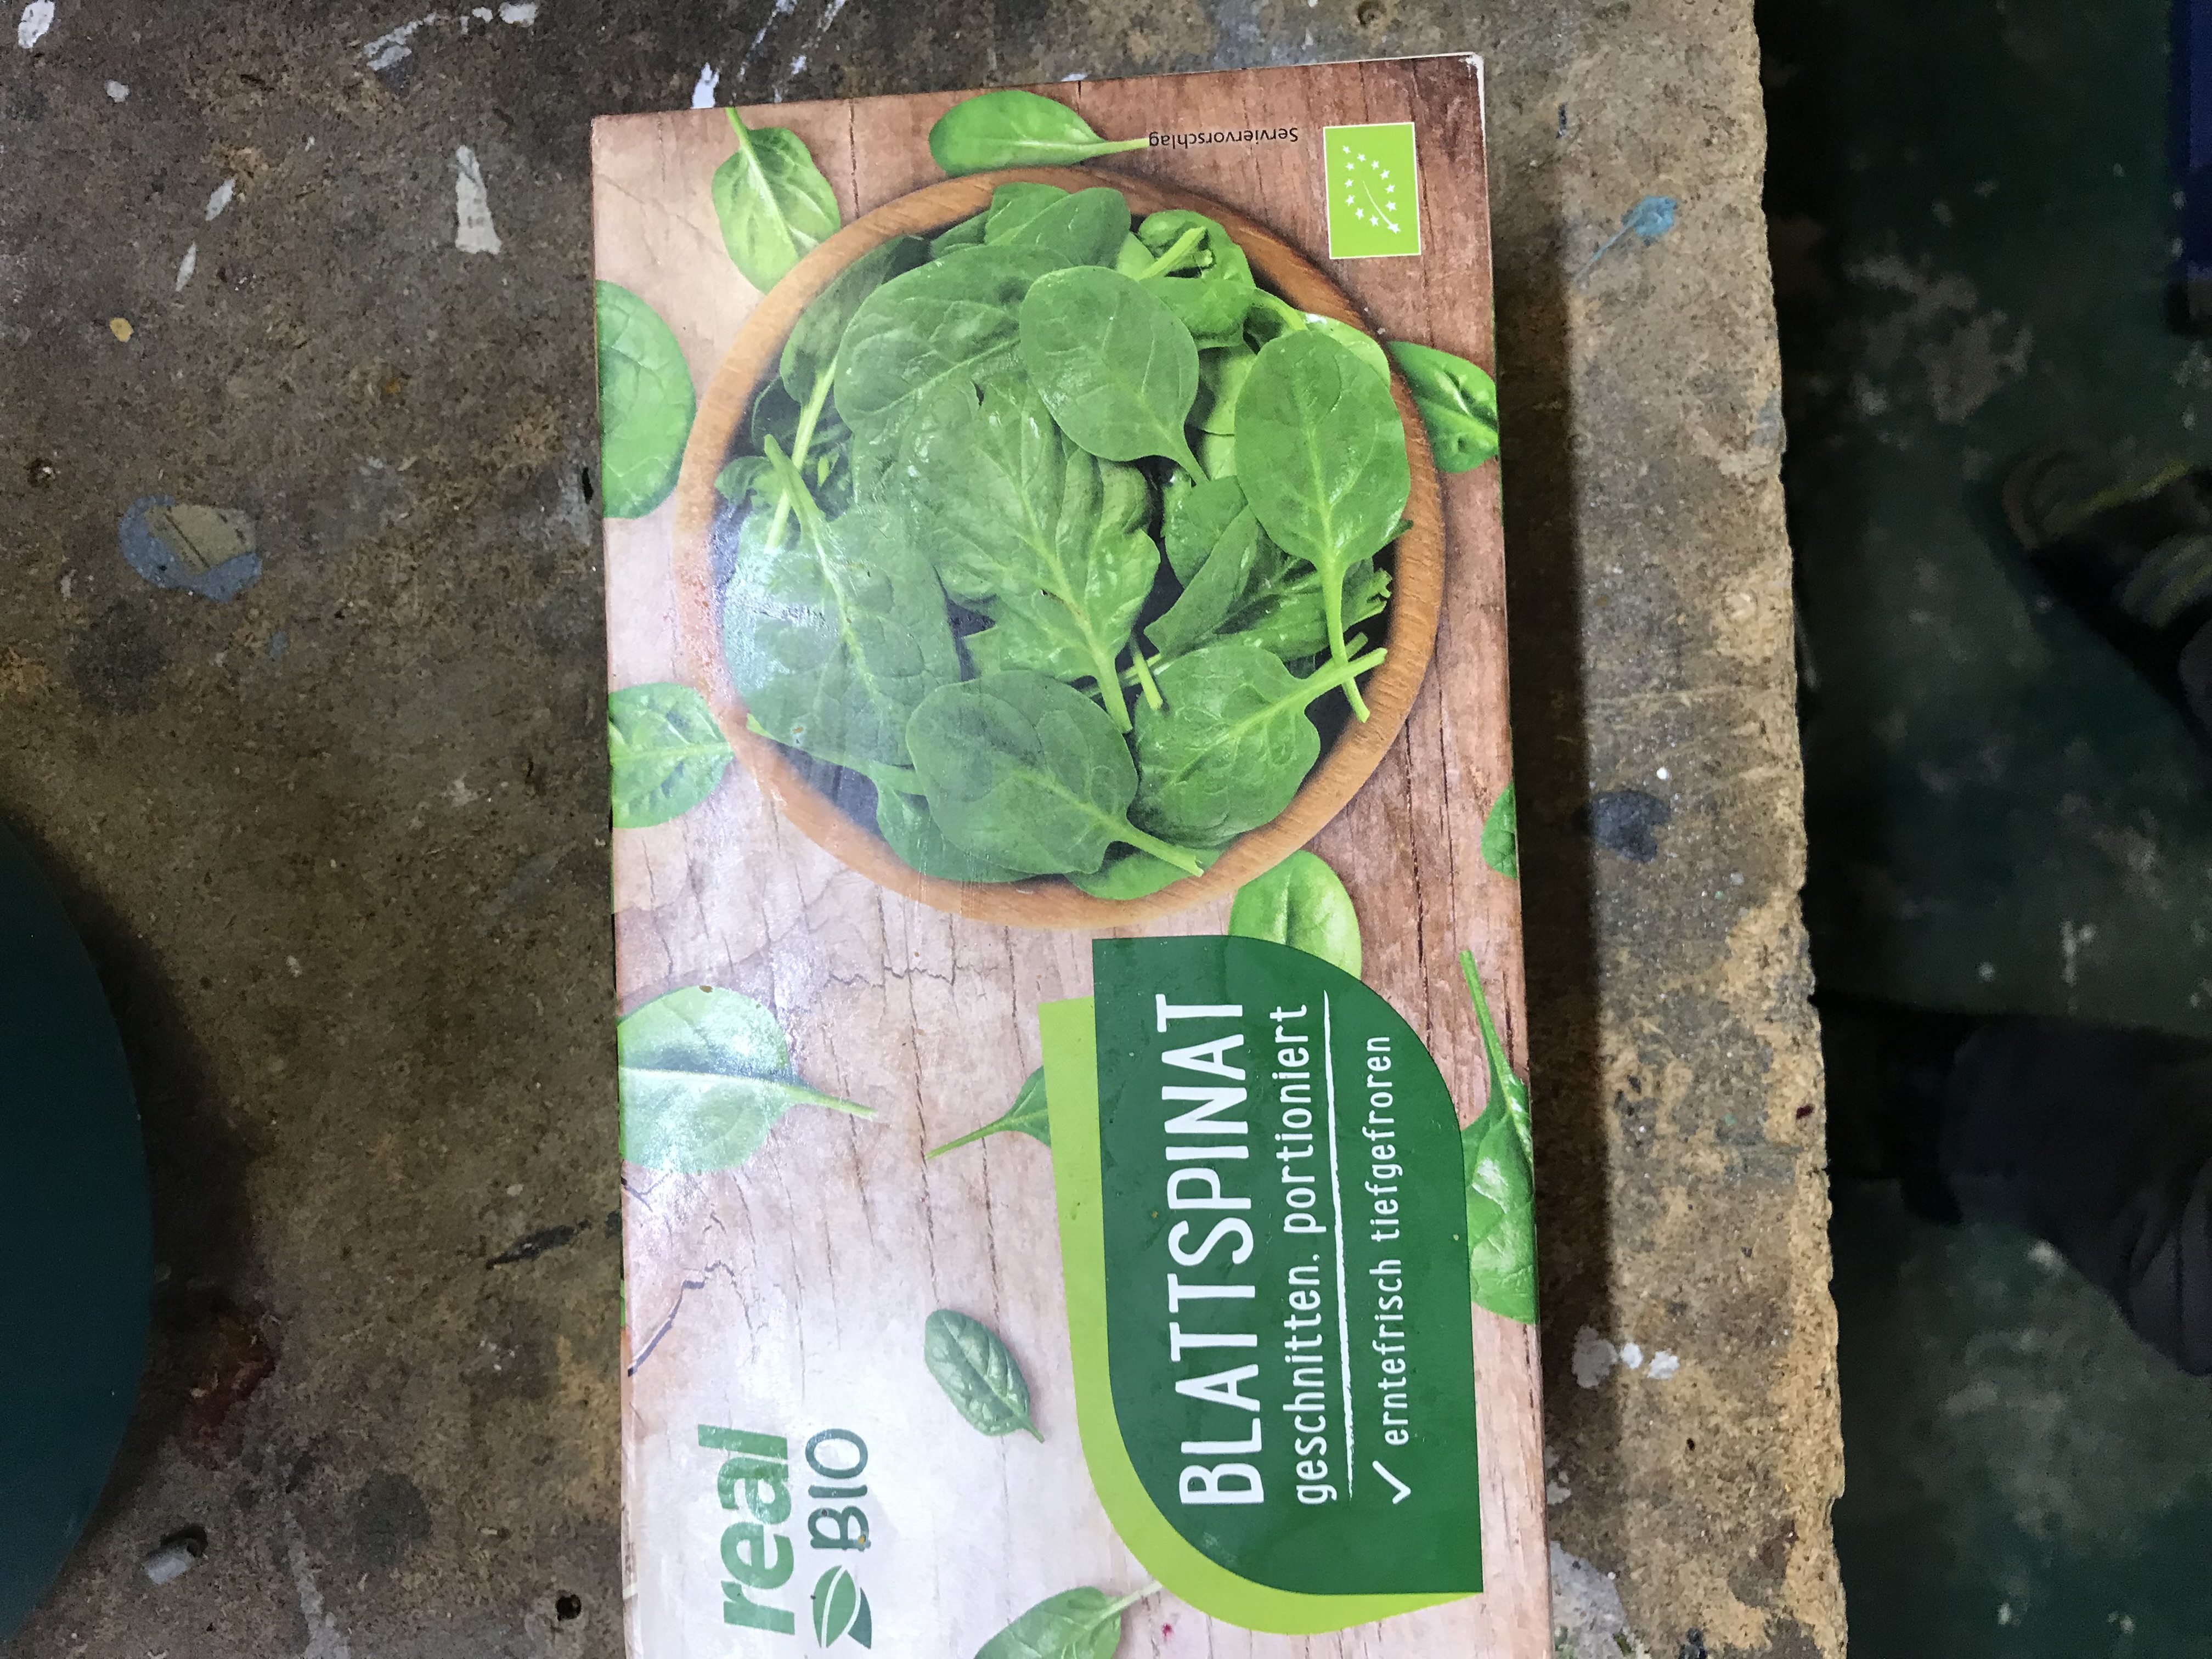 real
BIO
BLATTSPINAT
geschnitten, portioniert
erntefrisch tiefgefroren
Serviervorschlag